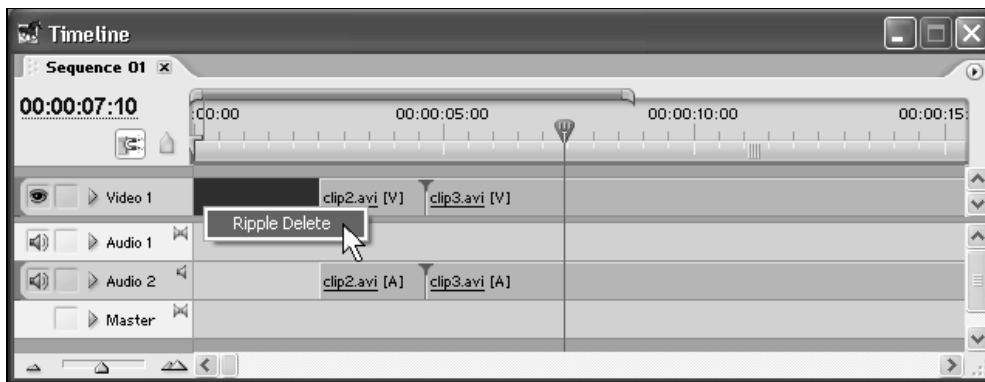 Timeline
Sequence 01
00:00:07:10
:00:00 00:00:05:00 00:00:10:00 00:00:15:
Video 1 clip2.avi [V] clip3.avi [V]
Ripple Delete
Audio 1
Audio 2 clip2.avi [A] clip3.avi [A]
Master